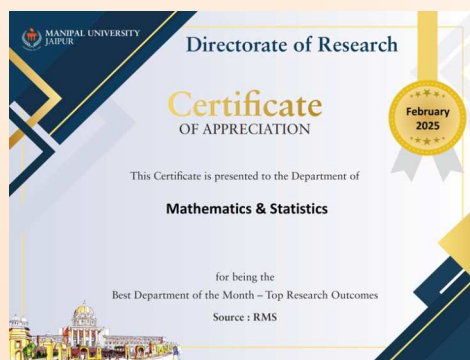 MANIPAL UNIVERSITY
JAIPUR
Directorate of Research
Certificate
OF APPRECIATION
February
2025
This Certificate is presented to the Department of
Mathematics & Statistics
for being the
Best Department of the Month – Top Research Outcomes
Source : RMS